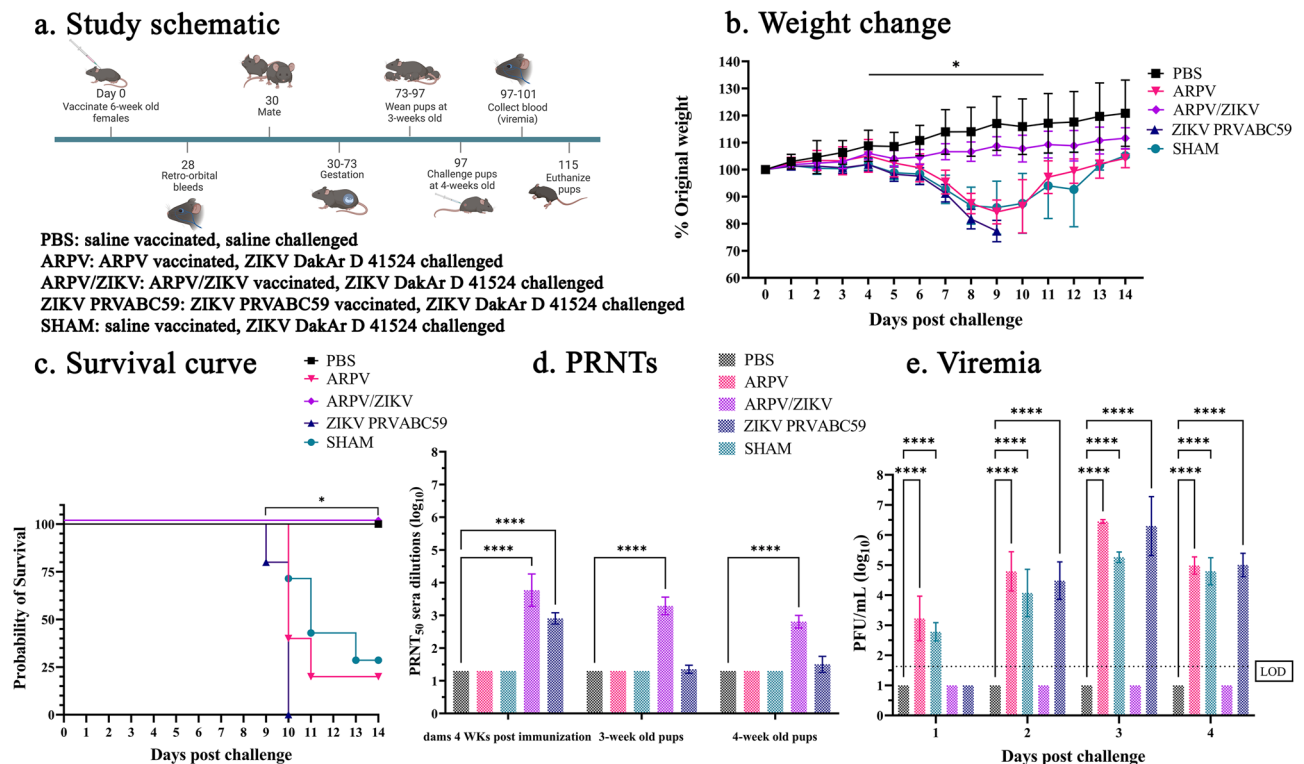 a. Study schematic
Day 0
Vaccinate 6-week old
females
30
Mate
73-97
Wean pups at
3-weeks old
97-101
Collect blood
(viremia)
28
Retro-orbital
bleeds
30-73
Gestation
97
Challenge pups
at 4-weeks old
115
Euthanize
pups
PBS: saline vaccinated, saline challenged
ARPV: ARPV vaccinated, ZIKV DakAr D 41524 challenged
ARPV/ZIKV: ARPV/ZIKV vaccinated, ZIKV DakAr D 41524 challenged
ZIKV PRVABC59: ZIKV PRVABC59 vaccinated, ZIKV DakAr D 41524 challenged
SHAM: saline vaccinated, ZIKV DakAr D 41524 challenged
b. Weight change
% Original weight
140
130
120
110
100
90
80
70
60
*
0 1 2 3 4 5 6 7 8 9 10 11 12 13 14
Days post challenge
PBS
ARPV
ARPV/ZIKV
ZIKV PRVABC59
SHAM
c. Survival curve
PBS
ARPV
ARPV/ZIKV
ZIKV PRVABC59
SHAM
Probability of Survival
100
75
50
25
0
*
0 1 2 3 4 5 6 7 8 9 10 11 12 13 14
Days post challenge
d. PRNTs
PBS
ARPV
ARPV/ZIKV
ZIKV PRVABC59
SHAM
PRNT50 sera dilutions (log10)
8
7
6
5
4
3
2
1
0
****
****
****
****
dams 4 WKs post immunization
3-week old pups
4-week old pups
e. Viremia
PFU/mL (log10)
8
7
6
5
4
3
2
1
0
**** **** **** ****
**** **** **** ****
**** **** ****
LOD
1 2 3 4
Days post challenge